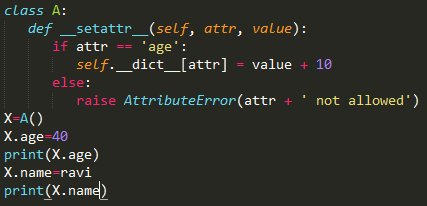 class A:
    def __setattr__(self, attr, value):
        if attr == 'age':
            self.__dict__[attr] = value + 10
        else:
            raise AttributeError(attr + ' not allowed')
X=A()
X.age=40
print(X.age)
X.name=ravi
print(X.name)